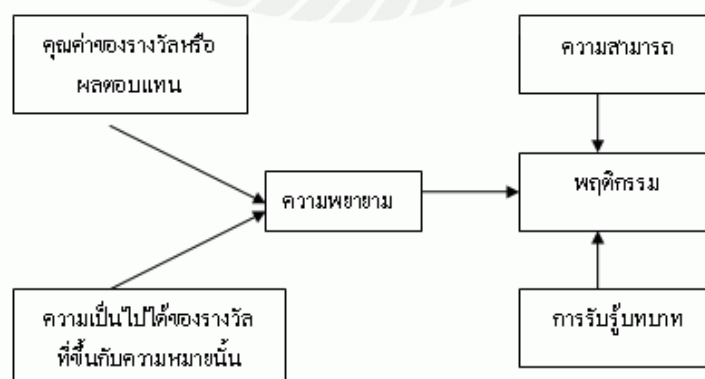 คุณค่าของรางวัลหรือ
ผลตอบแทน
ความสามารถ
ความพยายาม
พฤติกรรม
ความเป็นไปได้ของรางวัล
ที่ขึ้นกับความหมายนั้น
การรับรู้บทบาท